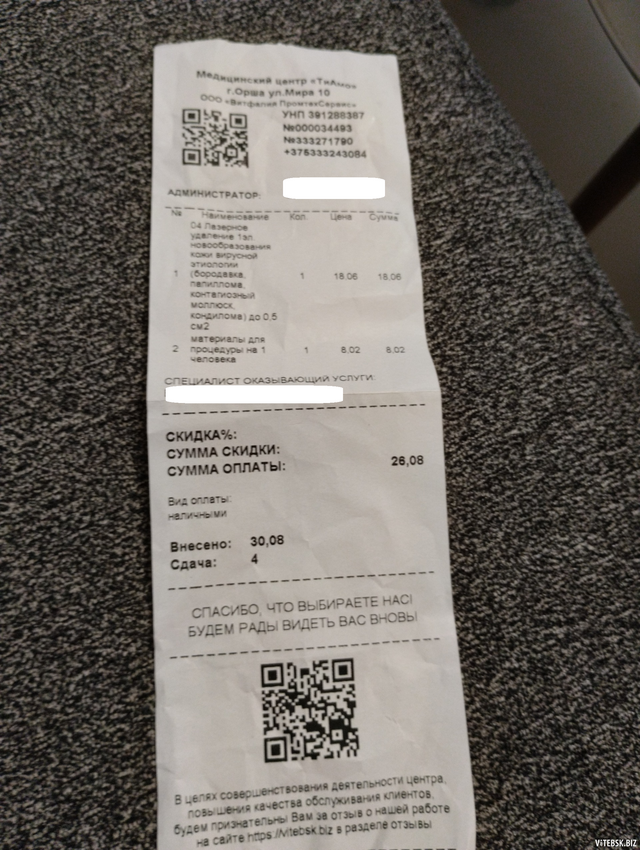 Медицинский центр «ТиАмо»
г.Орша ул.Мира 10
ООО «Витфалия ПромтехСервис»
УНП 391288387
№000034493
№333271790
+375333243084
АДМИНИСТРАТОР:
№ Наименование Кол. Цена Сумма
04 Лазерное
удаление 1эл.
новообразования
кожи вирусной
этиологии
1 (бородавка, 1 18,06 18,06
папиллома,
контагиозный
моллюск,
кондилома) до 0,5
см2
материалы для
2 процедуры на 1 1 8,02 8,02
человека
СПЕЦИАЛИСТ ОКАЗЫВАЮЩИЙ УСЛУГИ:
СКИДКА%:
СУММА СКИДКИ:
СУММА ОПЛАТЫ: 26,08
Вид оплаты:
наличными
Внесено: 30,08
Сдача: 4
СПАСИБО, ЧТО ВЫБИРАЕТЕ НАС!
БУДЕМ РАДЫ ВИДЕТЬ ВАС ВНОВЬ!
В целях совершенствования деятельности центра,
повышения качества обслуживания клиентов,
будем признательны Вам за отзыв о нашей работе
на сайте https://vitebsk.biz в разделе отзывы
ViTEBSK.BIZ